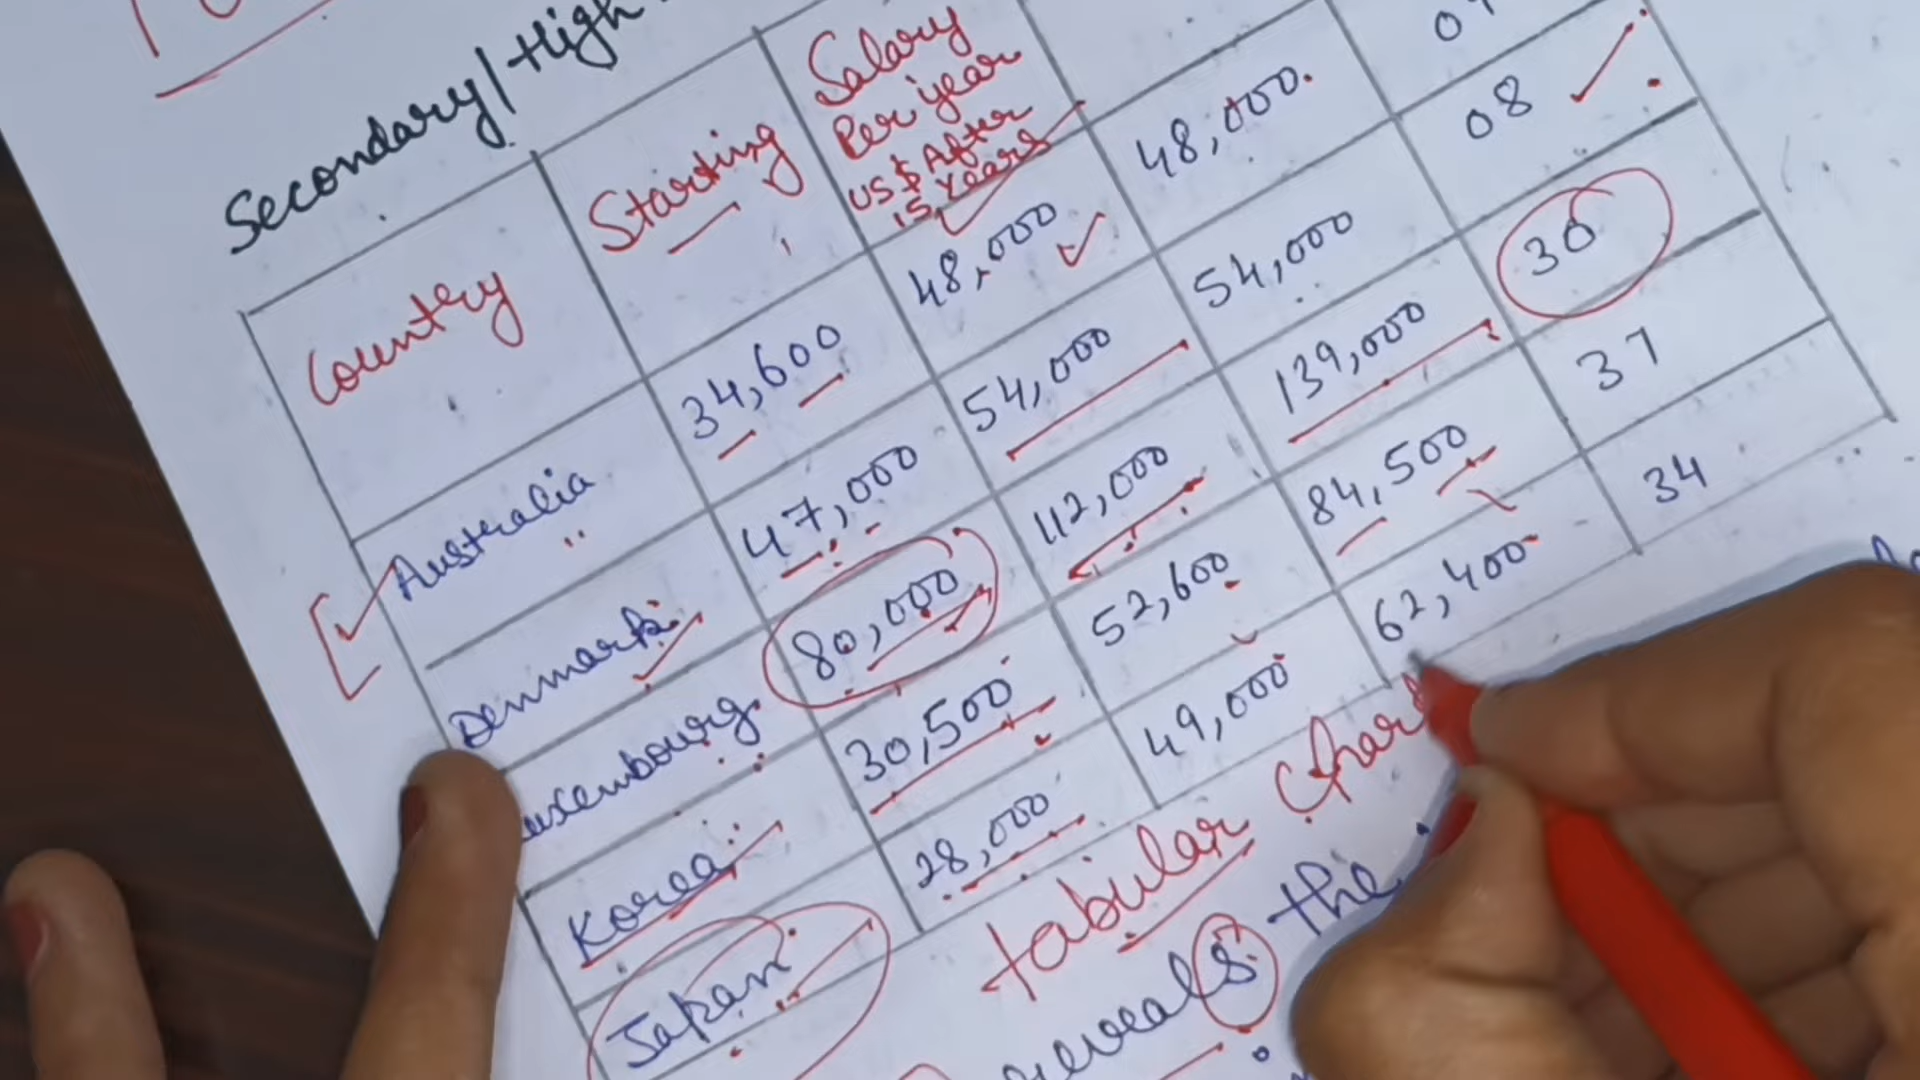 Secondary/High
Country
Starting
Salary
Per year
US $ After
15 years
Australia 34,600 48,000 48,000
Denmark 47,000 54,000 54,000 08
80,000 112,000 139,000 30
Korea 30,500 52,600 84,500 37
Japan 28,000 49,000 62,400 34
tabular Chart
reveals the